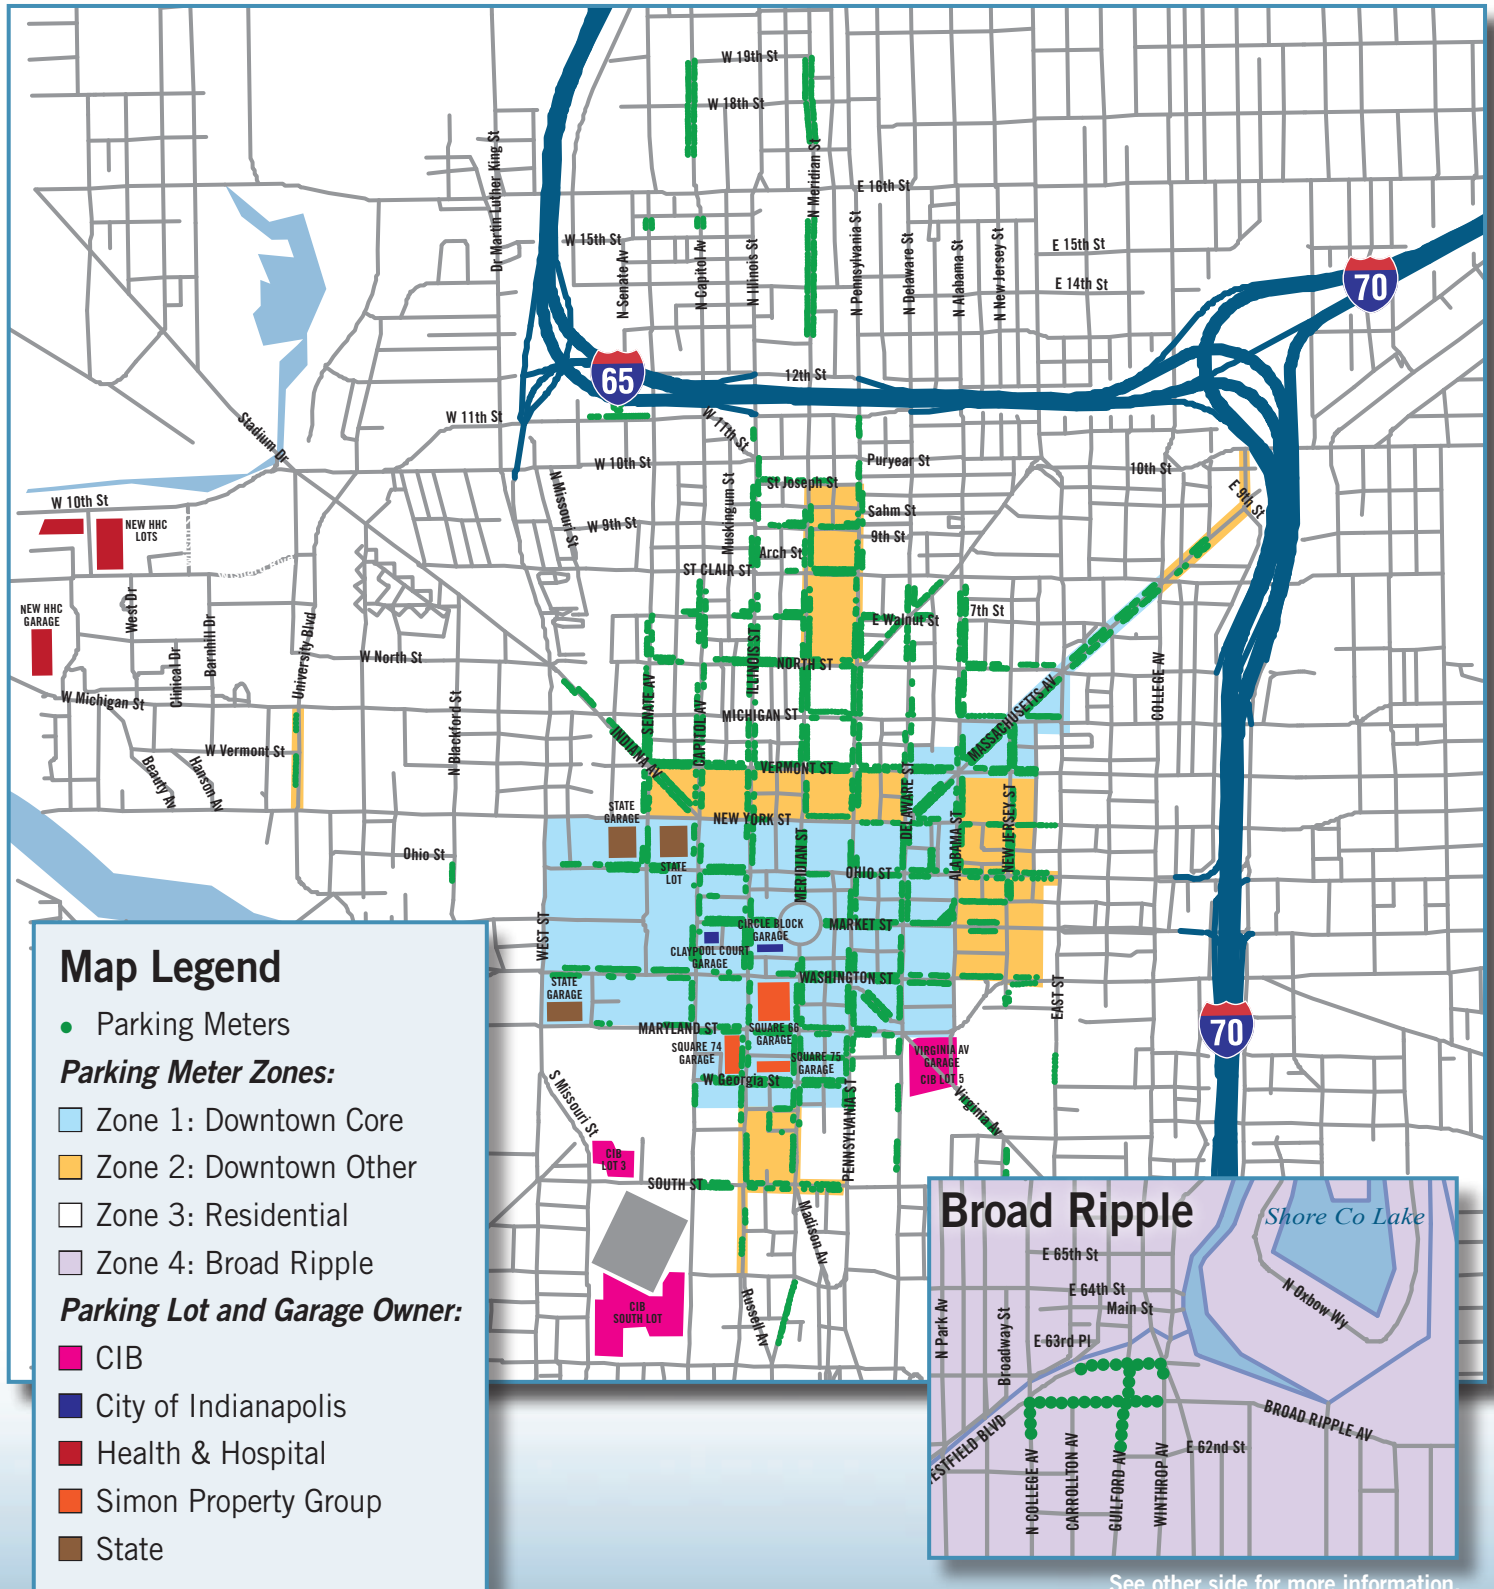 W 19th St
W 18th St
Dr Martin Luther King St
N Meridian St
E 16th St
W 15th St
N Senate Av
N Capitol Av
N Illinois St
N Pennsylvania St
N Delaware St
N Alabama St
N New Jersey St
E 15th St
E 14th St
70
65
12th St
W 11th St
W 11th St
Stadium Dr
W 10th St
Puryear St
10th St
St Joseph St
E 9th St
W 10th St
N Missouri St
Muskingum St
Sahm St
NEW HHC
LOTS
W 9th St
9th St
Arch St
Wishard Blvd
ST CLAIR ST
NEW HHC
GARAGE
West Dr
Barnhill Dr
University Blvd
7th St
E Walnut St
Clinical Dr
W North St
ILLINOIS ST
NORTH ST
COLLEGE AV
W Michigan St
N Blackford St
SENATE AV
CAPITOL AV
MICHIGAN ST
MASSACHUSETTS AV
W Vermont St
INDIANA AV
VERMONT ST
Beauty Av
Hanson Av
DELAWARE ST
STATE
GARAGE
NEW YORK ST
ALABAMA ST
NEW JERSEY ST
Ohio St
STATE
LOT
MERIDIAN ST
OHIO ST
WEST ST
CIRCLE BLOCK
GARAGE
MARKET ST
CLAYPOOL COURT
GARAGE
WASHINGTON ST
STATE
GARAGE
EAST ST
MARYLAND ST
SQUARE 66
GARAGE
70
SQUARE 74
GARAGE
SQUARE 75
GARAGE
VIRGINIA AV
GARAGE
CIB LOT 5
W Georgia St
S Missouri St
PENNSYLVANIA ST
Virginia Av
CIB
LOT 3
SOUTH ST
Madison Av
CIB
SOUTH LOT
Russell Av
Map Legend
Parking Meters
Parking Meter Zones:
Zone 1: Downtown Core
Zone 2: Downtown Other
Zone 3: Residential
Zone 4: Broad Ripple
Parking Lot and Garage Owner:
CIB
City of Indianapolis
Health & Hospital
Simon Property Group
State
Broad Ripple
Shore Co Lake
E 65th St
E 64th St
Main St
N Oxbow Wy
N Park Av
Broadway St
E 63rd Pl
BROAD RIPPLE AV
ESTFIELD BLVD
E 62nd St
N COLLEGE AV
CARROLLTON AV
GUILFORD AV
WINTHROP AV
See other side for more information